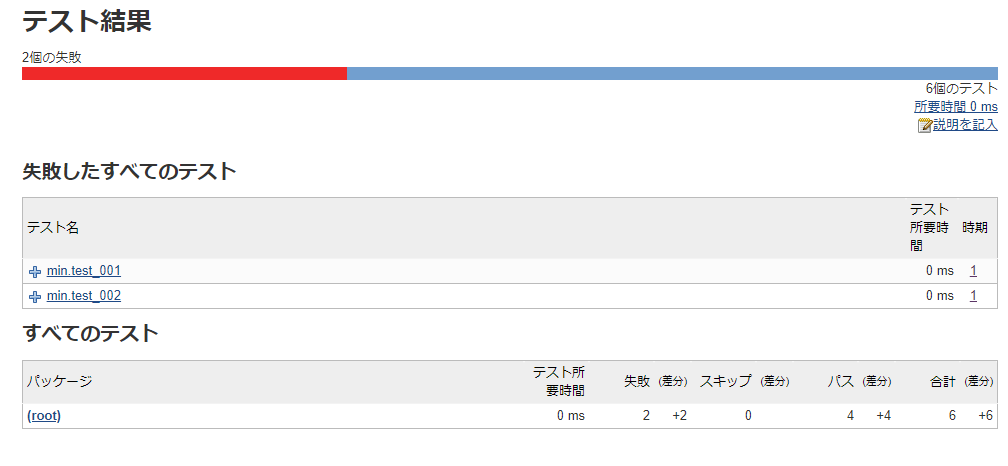 テスト結果
2個の失敗
6個のテスト
所要時間 0 ms
説明を記入
失敗したすべてのテスト
テスト名 テスト所要時間 時期
min.test_001 0 ms 1
min.test_002 0 ms 1
すべてのテスト
パッケージ テスト所要時間 失敗 (差分) スキップ (差分) パス (差分) 合計 (差分)
(root) 0 ms 2 +2 0 4 +4 6 +6